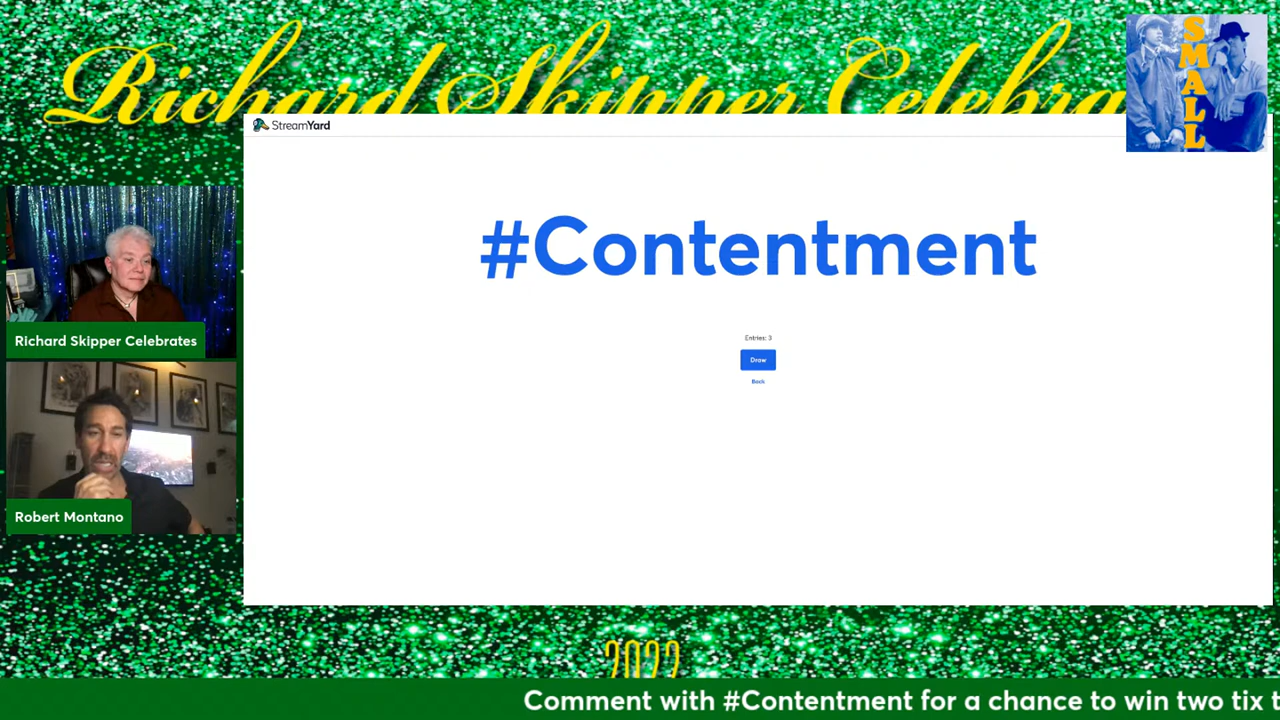 Richard Skipper Celebra
SMALL
StreamYard
#Contentment
Entries: 3
Draw
Back
Richard Skipper Celebrates
Robert Montano
2022
Comment with #Contentment for a chance to win two tix t